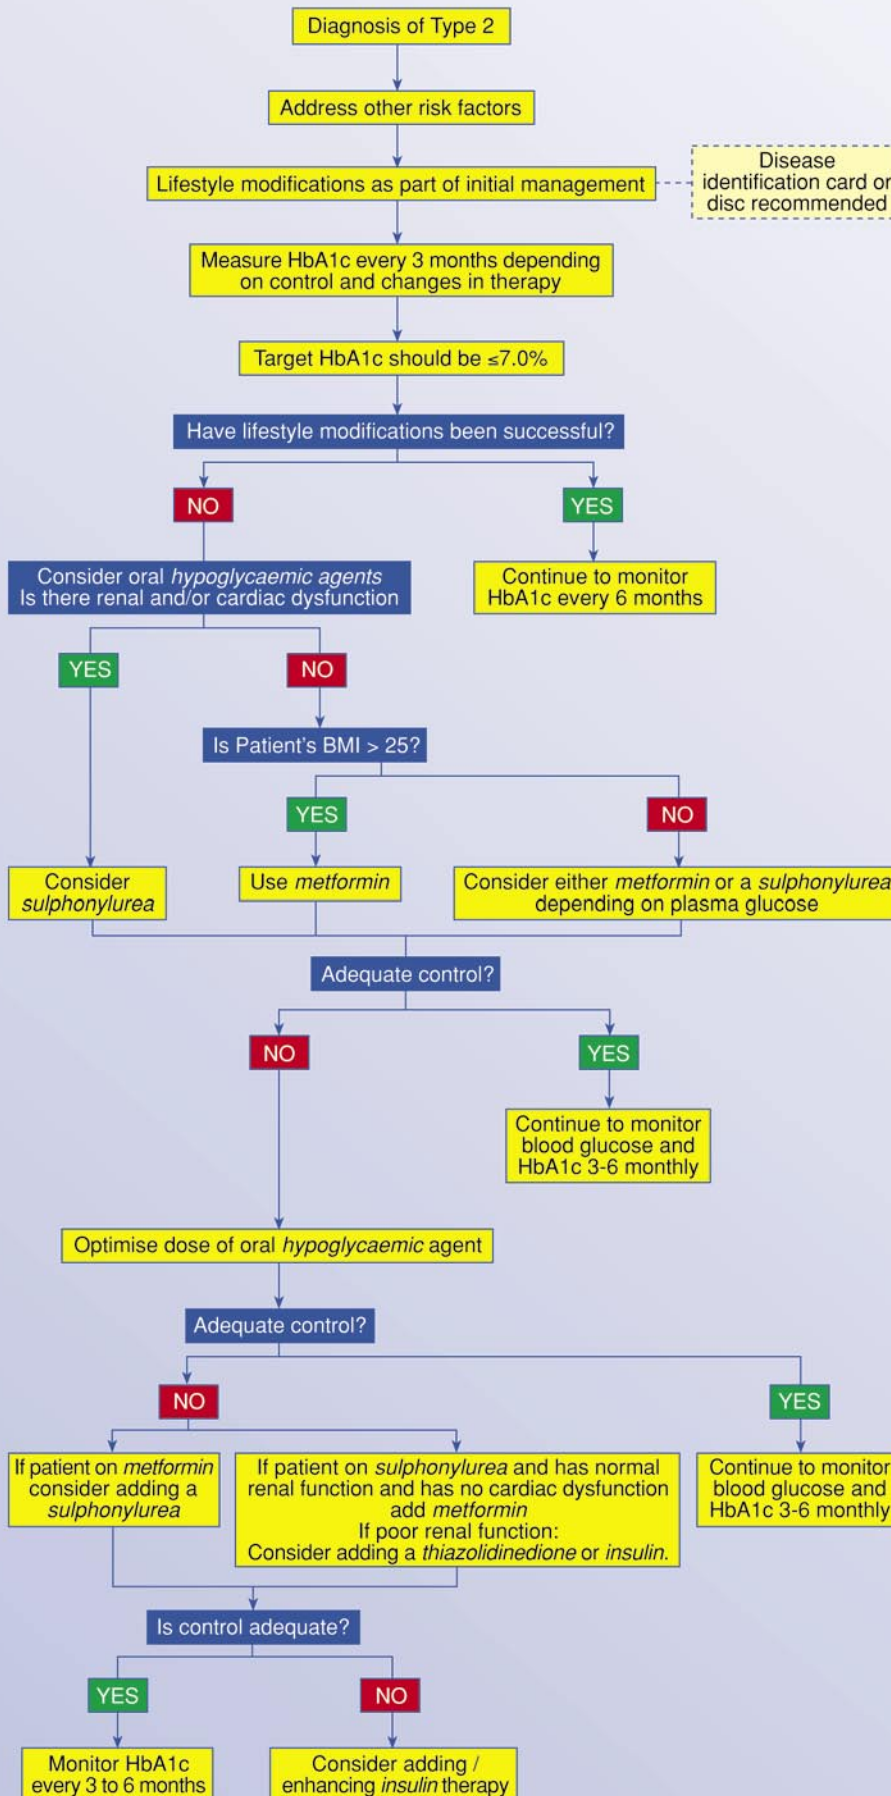 Diagnosis of Type 2
Address other risk factors
Lifestyle modifications as part of initial management
Disease
identification card or
disc recommended
Measure HbA1c every 3 months depending
on control and changes in therapy
Target HbA1c should be ≤7.0%
Have lifestyle modifications been successful?
NO
YES
Consider oral hypoglycaemic agents
Is there renal and/or cardiac dysfunction
Continue to monitor
HbA1c every 6 months
YES
NO
Is Patient's BMI > 25?
YES
NO
Consider
sulphonylurea
Use metformin
Consider either metformin or a sulphonylurea
depending on plasma glucose
Adequate control?
NO
YES
Continue to monitor
blood glucose and
HbA1c 3-6 monthly
Optimise dose of oral hypoglycaemic agent
Adequate control?
NO
YES
If patient on metformin
consider adding a
sulphonylurea
If patient on sulphonylurea and has normal
renal function and has no cardiac dysfunction
add metformin
If poor renal function:
Consider adding a thiazolidinedione or insulin.
Continue to monitor
blood glucose and
HbA1c 3-6 monthly
Is control adequate?
YES
NO
Monitor HbA1c
every 3 to 6 months
Consider adding /
enhancing insulin therapy